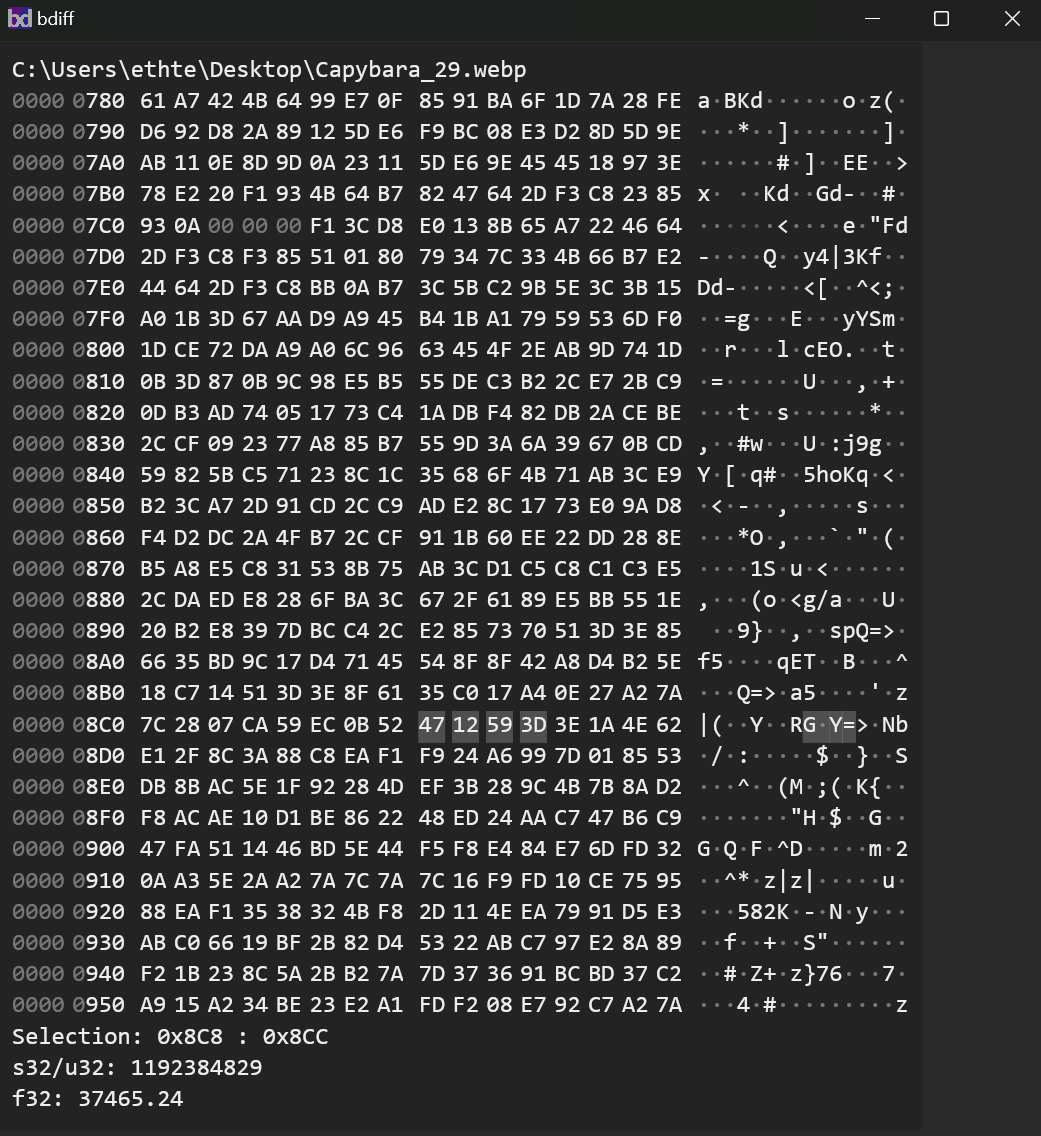 bdiff
C:\Users\ethte\Desktop\Capybara_29.webp
0000 0780 61 A7 42 4B 64 99 E7 0F 85 91 BA 6F 1D 7A 28 FE a·BKd······o·z(·
0000 0790 D6 92 D8 2A 89 12 5D E6 F9 BC 08 E3 D2 8D 5D 9E ···*··]·······]·
0000 07A0 AB 11 0E 8D 9D 0A 23 11 5D E6 9E 45 45 18 97 3E ······#·]··EE··>
0000 07B0 78 E2 20 F1 93 4B 64 B7 82 47 64 2D F3 C8 23 85 x· ··Kd··Gd-··#·
0000 07C0 93 0A 00 00 00 F1 3C D8 E0 13 8B 65 A7 22 46 64 ······<····e·"Fd
0000 07D0 2D F3 C8 F3 85 51 01 80 79 34 7C 33 4B 66 B7 E2 -····Q··y4|3Kf··
0000 07E0 44 64 2D F3 C8 BB 0A B7 3C 5B C2 9B 5E 3C 3B 15 Dd-·····<[··^<;·
0000 07F0 A0 1B 3D 67 AA D9 A9 45 B4 1B A1 79 59 53 6D F0 ··=g···E···yYSm·
0000 0800 1D CE 72 DA A9 A0 6C 96 63 45 4F 2E AB 9D 74 1D ··r···l·cEO.··t·
0000 0810 0B 3D 87 0B 9C 98 E5 B5 55 DE C3 B2 2C E7 2B C9 ·=······U···,·+·
0000 0820 0D B3 AD 74 05 17 73 C4 1A DB F4 82 DB 2A CE BE ···t··s······*··
0000 0830 2C CF 09 23 77 A8 85 B7 55 9D 3A 6A 39 67 0B CD ,··#w···U·:j9g··
0000 0840 59 82 5B C5 71 23 8C 1C 35 68 6F 4B 71 AB 3C E9 Y·[·q#··5hoKq·<·
0000 0850 B2 3C A7 2D 91 CD 2C C9 AD E2 8C 17 73 E0 9A D8 ·<·-··,·····s···
0000 0860 F4 D2 DC 2A 4F B7 2C CF 91 1B 60 EE 22 DD 28 8E ···*O·,···`·"·(·
0000 0870 B5 A8 E5 C8 31 53 8B 75 AB 3C D1 C5 C8 C1 C3 E5 ····1S·u·<······
0000 0880 2C DA ED E8 28 6F BA 3C 67 2F 61 89 E5 BB 55 1E ,···(o·<g/a···U·
0000 0890 20 B2 E8 39 7D BC C4 2C E2 85 73 70 51 3D 3E 85  ··9}··,··spQ=>·
0000 08A0 66 35 BD 9C 17 D4 71 45 54 8F 8F 42 A8 D4 B2 5E f5····qET··B···^
0000 08B0 18 C7 14 51 3D 3E 8F 61 35 C0 17 A4 0E 27 A2 7A ···Q=>·a5····'·z
0000 08C0 7C 28 07 CA 59 EC 0B 52 47 12 59 3D 3E 1A 4E 62 |(··Y··RG·Y=>·Nb
0000 08D0 E1 2F 8C 3A 88 C8 EA F1 F9 24 A6 99 7D 01 85 53 ·/·:·····$··}··S
0000 08E0 DB 8B AC 5E 1F 92 28 4D EF 3B 28 9C 4B 7B 8A D2 ···^··(M·;(·K{··
0000 08F0 F8 AC AE 10 D1 BE 86 22 48 ED 24 AA C7 47 B6 C9 ·······"H·$··G··
0000 0900 47 FA 51 14 46 BD 5E 44 F5 F8 E4 84 E7 6D FD 32 G·Q·F·^D·····m·2
0000 0910 0A A3 5E 2A A2 7A 7C 7A 7C 16 F9 FD 10 CE 75 95 ··^*·z|z|·····u·
0000 0920 88 EA F1 35 38 32 4B F8 2D 11 4E EA 79 91 D5 E3 ···582K·-·N·y···
0000 0930 AB C0 66 19 BF 2B 82 D4 53 22 AB C7 97 E2 8A 89 ··f··+··S"······
0000 0940 F2 1B 23 8C 5A 2B B2 7A 7D 37 36 91 BC BD 37 C2 ··#·Z+·z}76···7·
0000 0950 A9 15 A2 34 BE 23 E2 A1 FD F2 08 E7 92 C7 A2 7A ···4·#·········z
Selection: 0x8C8 : 0x8CC
s32/u32: 1192384829
f32: 37465.24